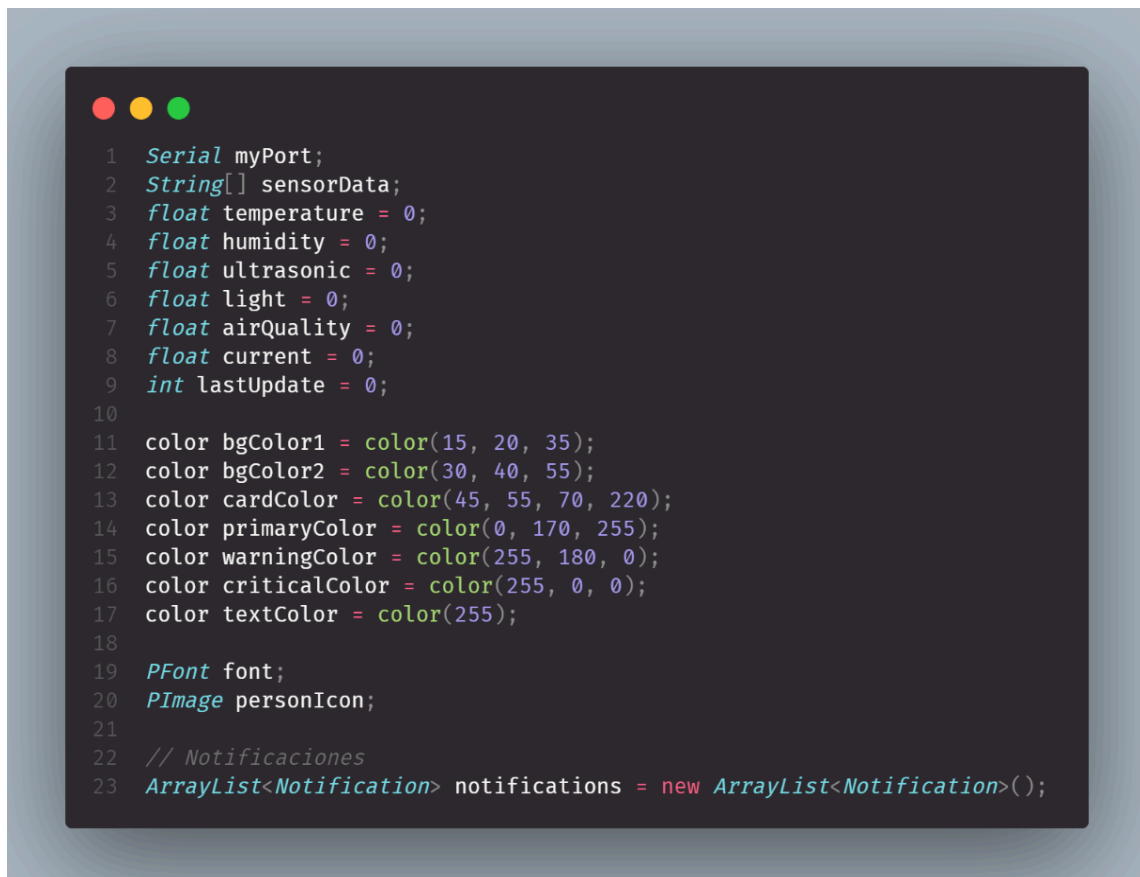 1 Serial myPort;
2 String[] sensorData;
3 float temperature = 0;
4 float humidity = 0;
5 float ultrasonic = 0;
6 float light = 0;
7 float airQuality = 0;
8 float current = 0;
9 int lastUpdate = 0;
10
11 color bgColor1 = color(15, 20, 35);
12 color bgColor2 = color(30, 40, 55);
13 color cardColor = color(45, 55, 70, 220);
14 color primaryColor = color(0, 170, 255);
15 color warningColor = color(255, 180, 0);
16 color criticalColor = color(255, 0, 0);
17 color textColor = color(255);
18
19 PFont font;
20 PImage personIcon;
21
22 // Notificaciones
23 ArrayList<Notification> notifications = new ArrayList<Notification>();